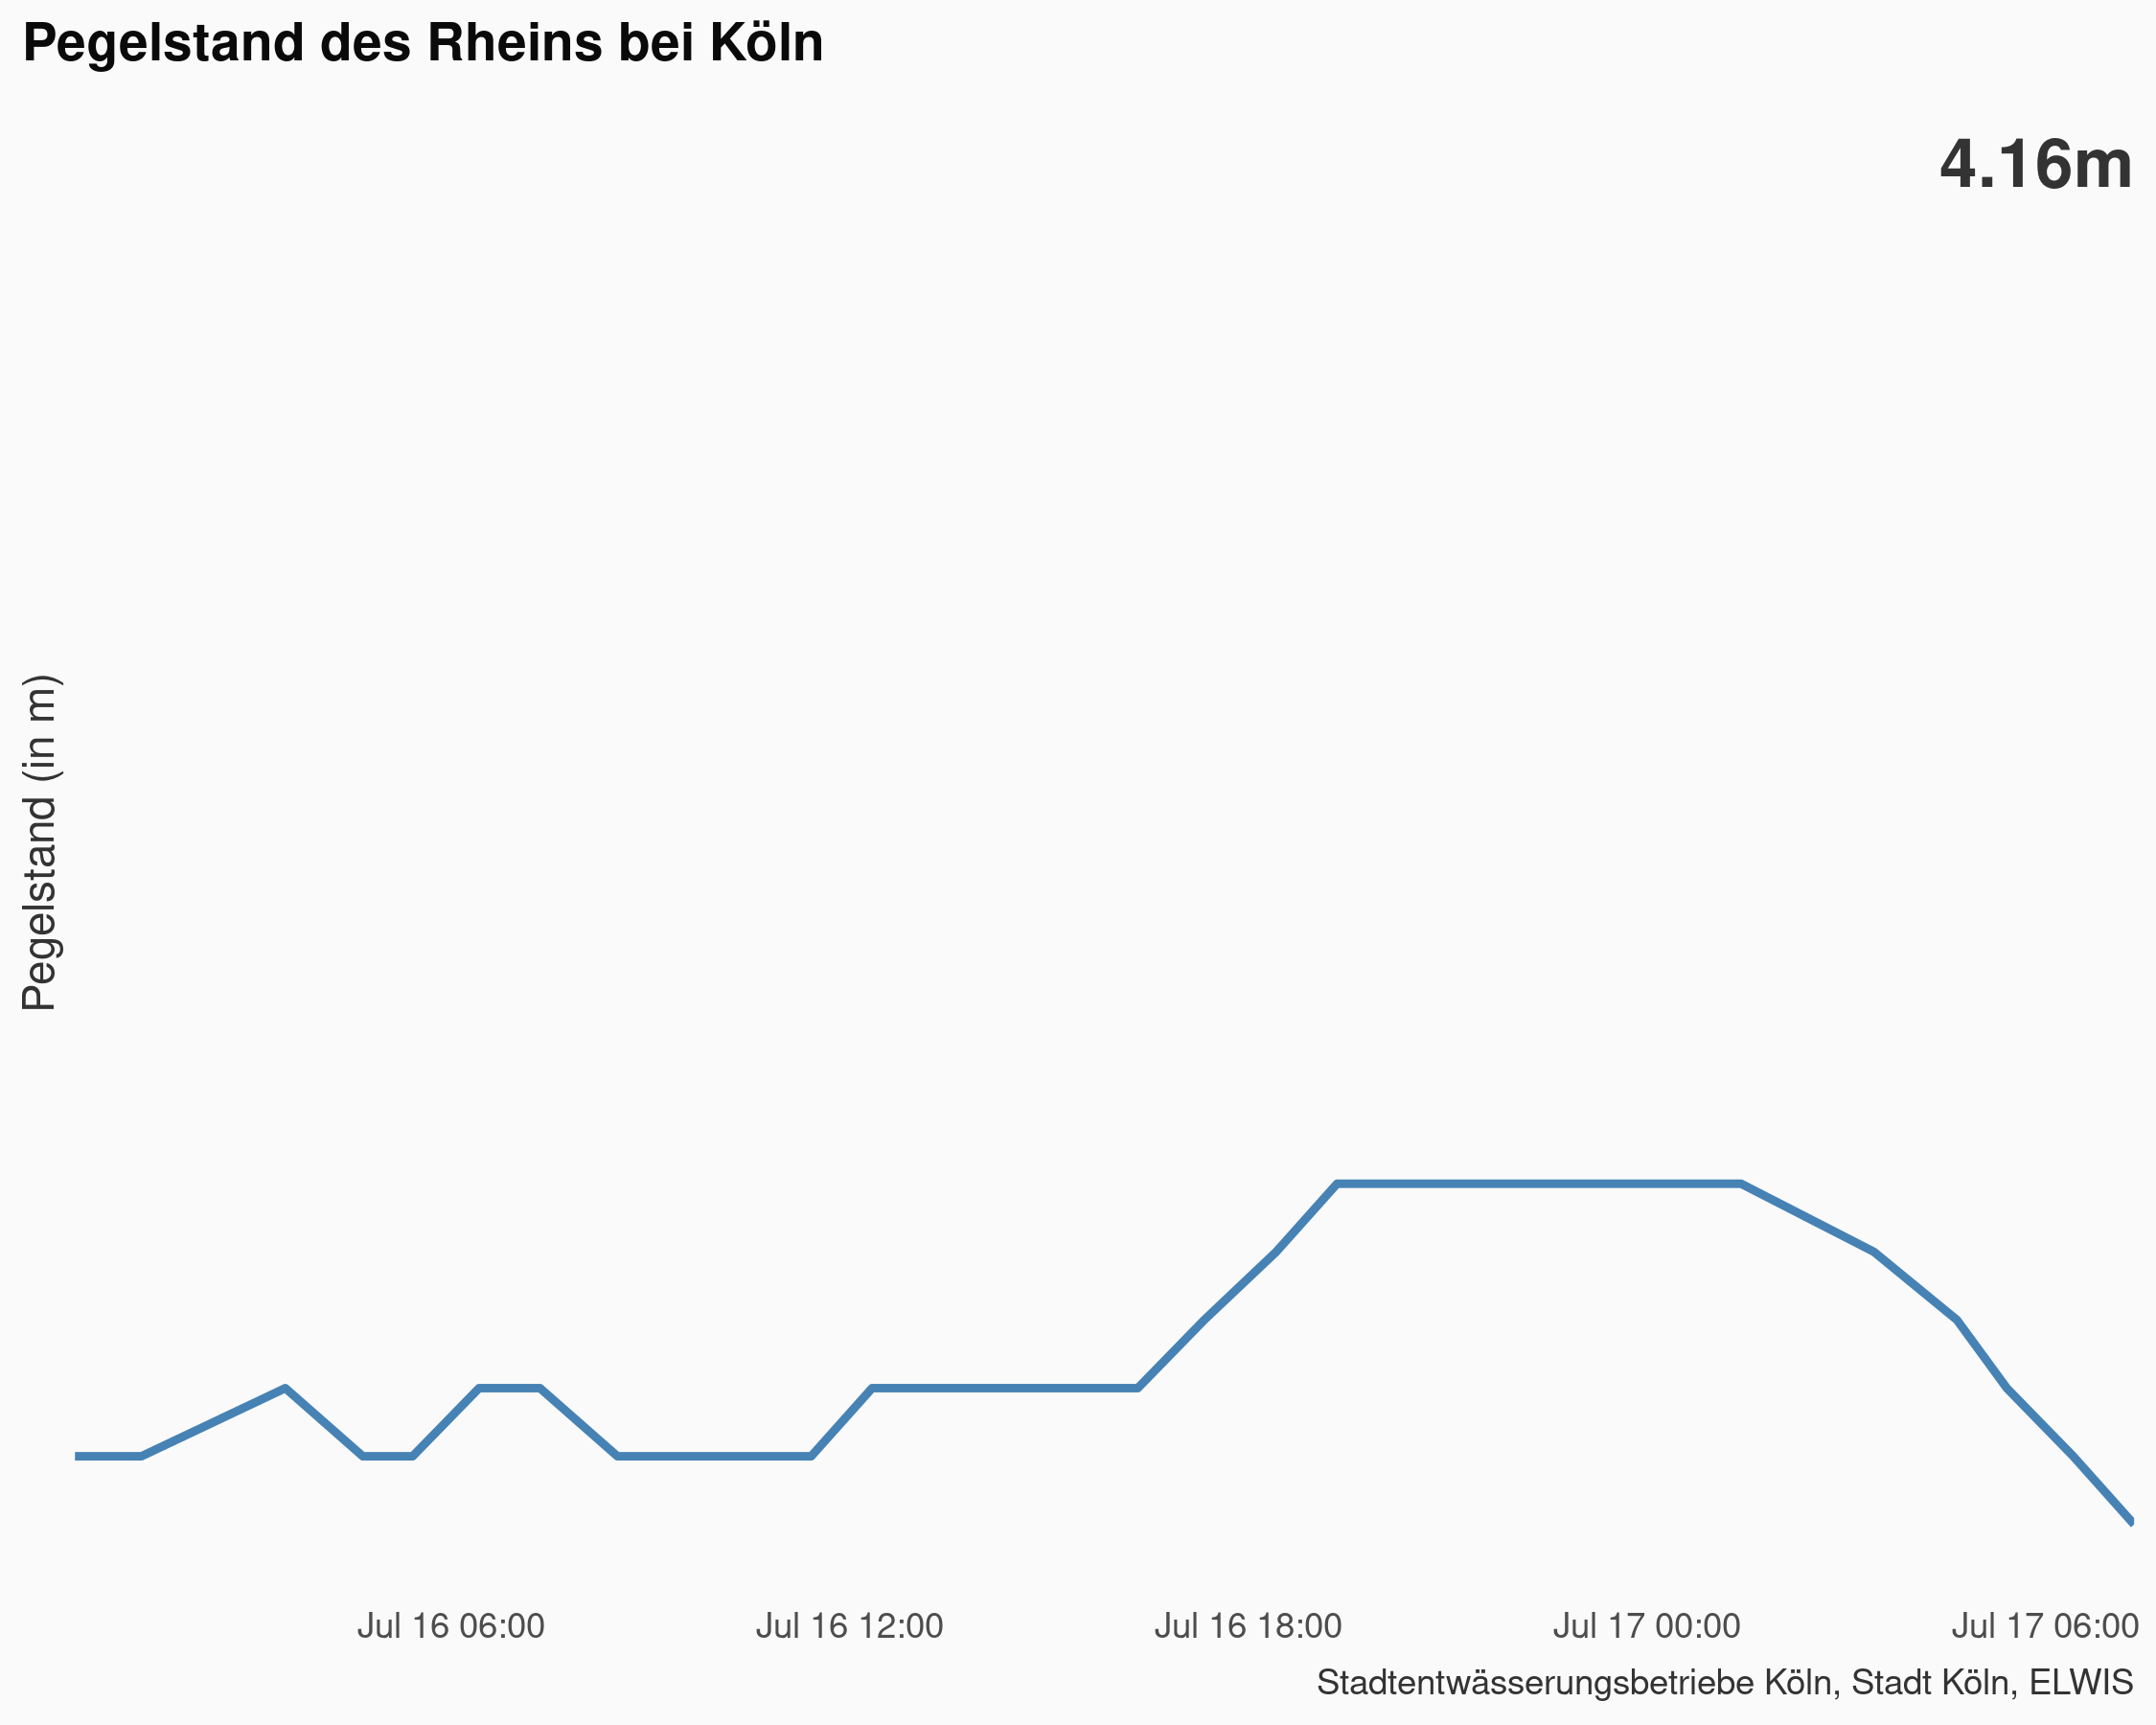 Pegelstand des Rheins bei Köln
4.16m
Pegelstand (in m)
Jul 16 06:00
Jul 16 12:00
Jul 16 18:00
Jul 17 00:00
Jul 17 06:00
Stadtentwässerungsbetriebe Köln, Stadt Köln, ELWIS